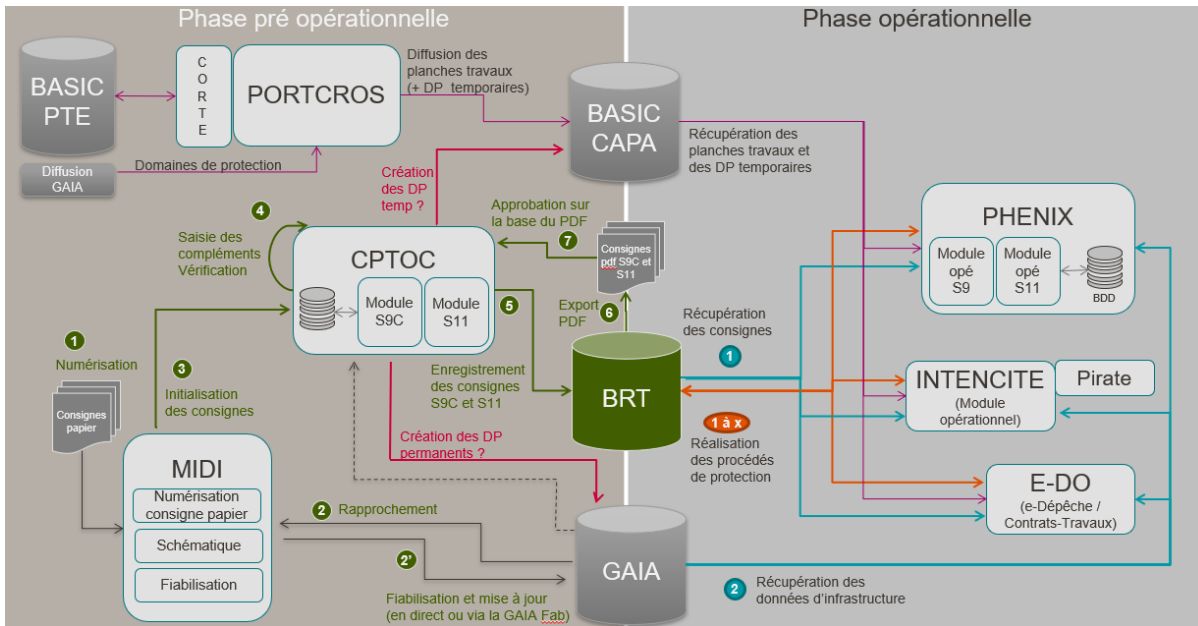 Phase pré opérationnelle
Phase opérationnelle
BASIC
PTE
C
O
R
T
E
PORTCROS
Diffusion des
planches travaux
(+ DP temporaires)
BASIC
CAPA
Récupération des
planches travaux et
des DP temporaires
Diffusion
GAIA
Domaines de protection
Création
des DP
temp ?
Approbation sur
la base du PDF
7
Consignes
pdf S9C et
S11
4
Saisie des
compléments
Vérification
CPTOC
Module
S9C
Module
S11
5
Export
PDF
6
PHENIX
Module
opé
S9
Module
opé
S11
BDD
Récupération
des consignes
1
1
Numérisation
Consignes
papier
3
Initialisation
des consignes
Enregistrement
des consignes
S9C et S11
BRT
1 à x
Réalisation
des procédés
de protection
INTENCITE
(Module
opérationnel)
Pirate
Création des DP
permanents ?
MIDI
Numérisation
consigne papier
Schématique
Fiabilisation
2
Rapprochement
2'
Fiabilisation et mise à jour
(en direct ou via la GAIA Fab)
GAIA
E-DO
(e-Dépêche /
Contrats-Travaux)
2
Récupération des
données d'infrastructure